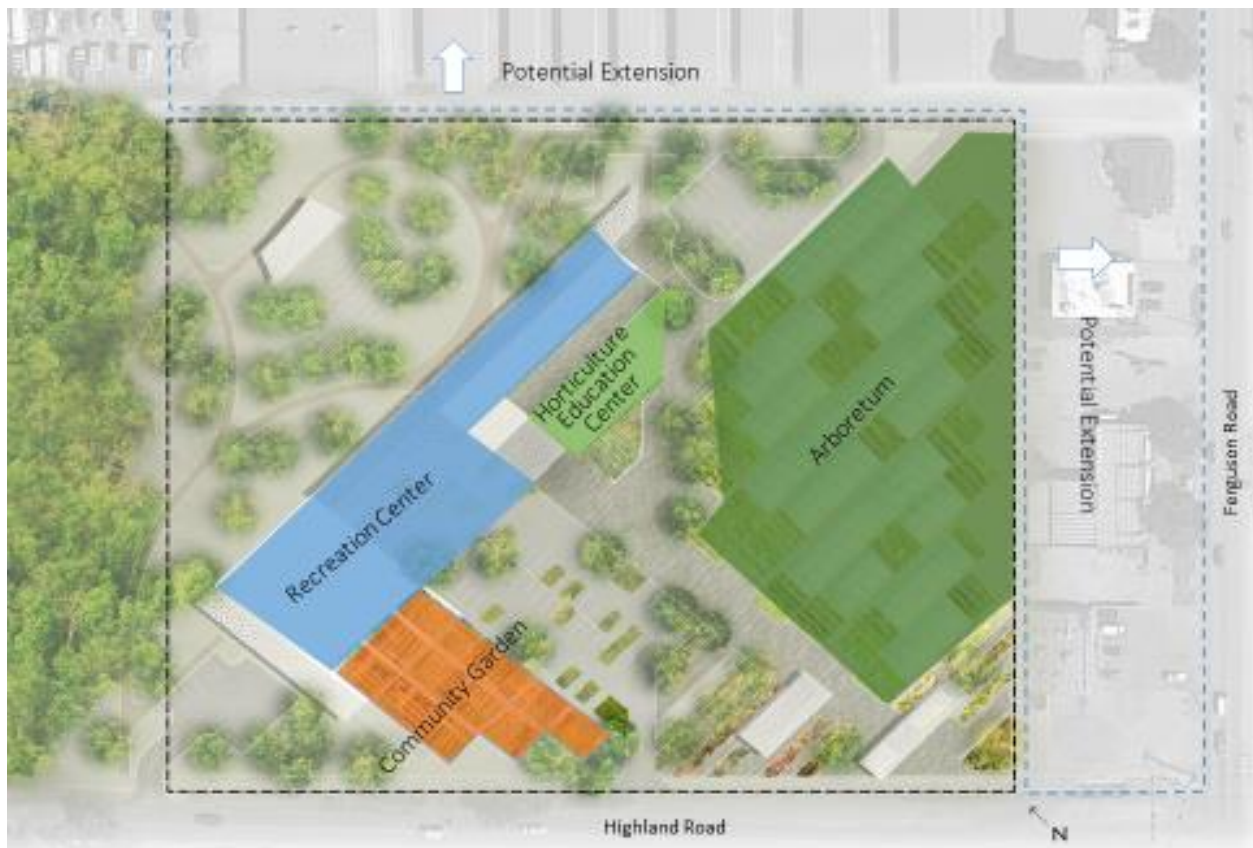 Potential Extension
Horticulture
Education
Center
Arboretum
Potential Extension
Ferguson Road
Recreation Center
Community Garden
Highland Road
N